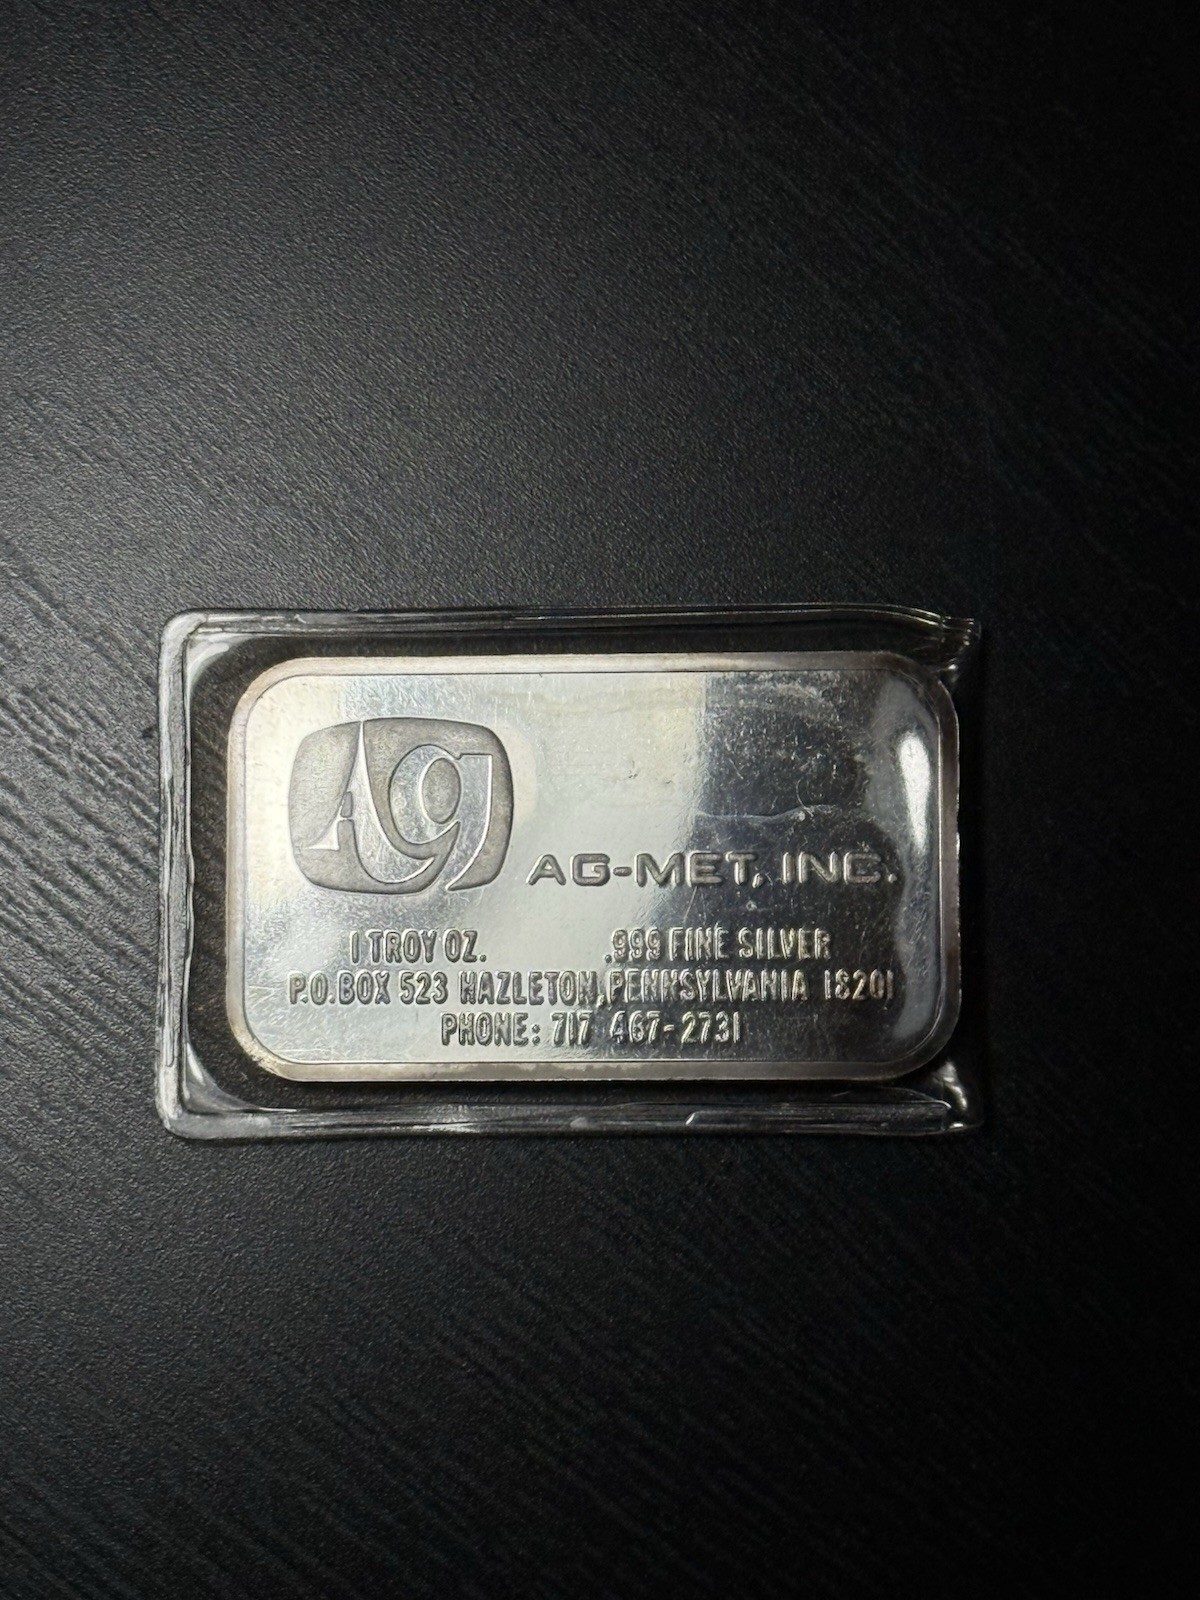 Ag
AG-MET, INC.
1 TROY OZ. .999 FINE SILVER
P.O. BOX 523 HAZLETON, PENNSYLVANIA 18201
PHONE: 717 467-2731